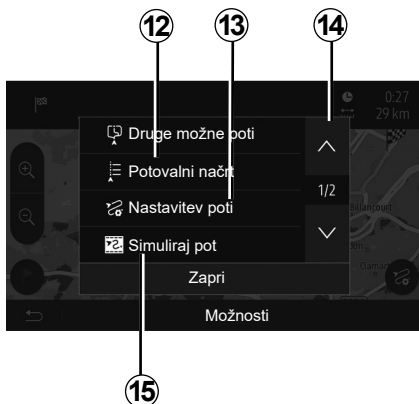 12 13 14
0:27
29 km
Druge možne poti
Potovalni načrt
1/2
Nastavitev poti
Billancourt
Simuliraj pot
Zapri
Možnosti
15